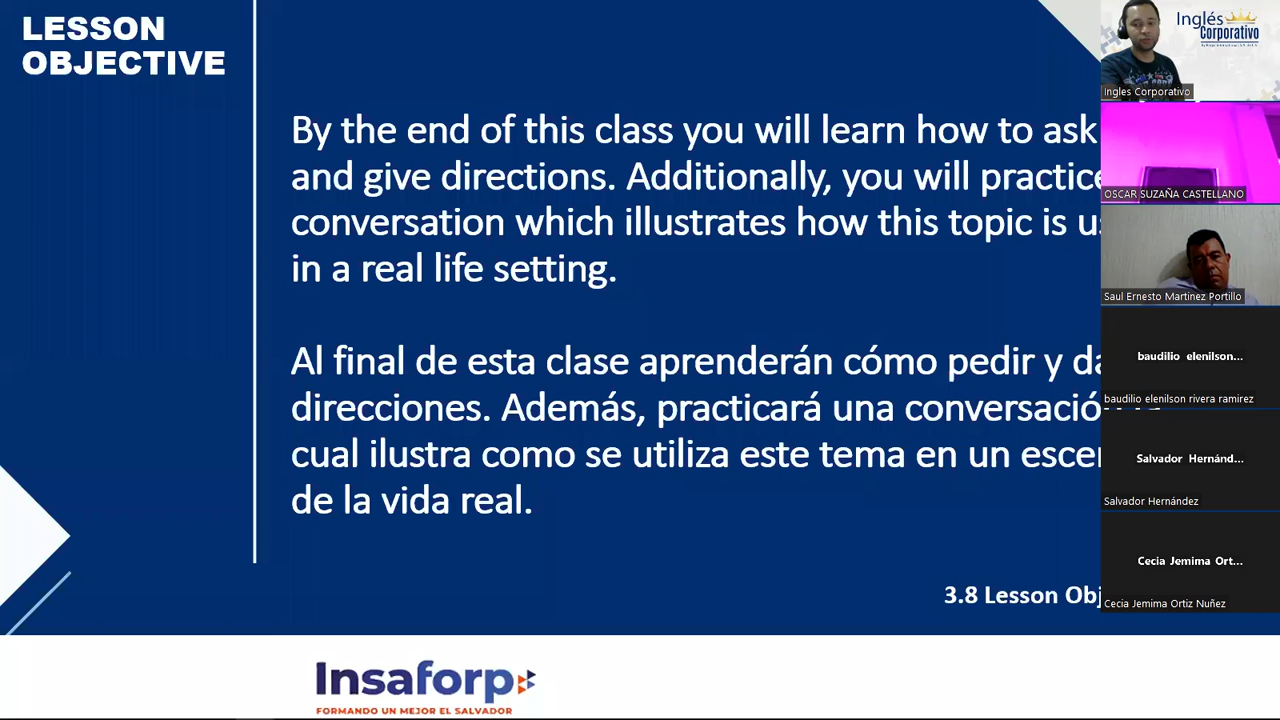 LESSON
OBJECTIVE
By the end of this class you will learn how to ask
and give directions. Additionally, you will practice
conversation which illustrates how this topic is
in a real life setting.
Al final de esta clase aprenderán cómo pedir y
direcciones. Además, practicará una
cual ilustra como se utiliza este tema en un
de la vida real.
3.8 Lesson
Insaforp
FORMANDO UN MEJOR EL SALVADOR
Inglés
Corporativo
Ingles Corporativo
OSCAR SUZAÑA CASTELLANO
Saul Ernesto Martinez Portillo
baudilio elenilson...
baudilio elenilson rivera ramirez
Salvador Hernánd...
Salvador Hernández
Cecia Jemima Ort...
Cecia Jemima Ortiz Nuñez